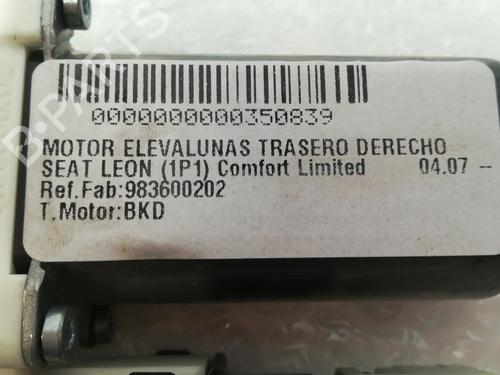 B-PARTS
0000000000350839
MOTOR ELEVALUNAS TRASERO DERECHO
SEAT LEON (1P1) Comfort Limited 04.07 --
Ref.Fab:983600202
T.Motor:BKD